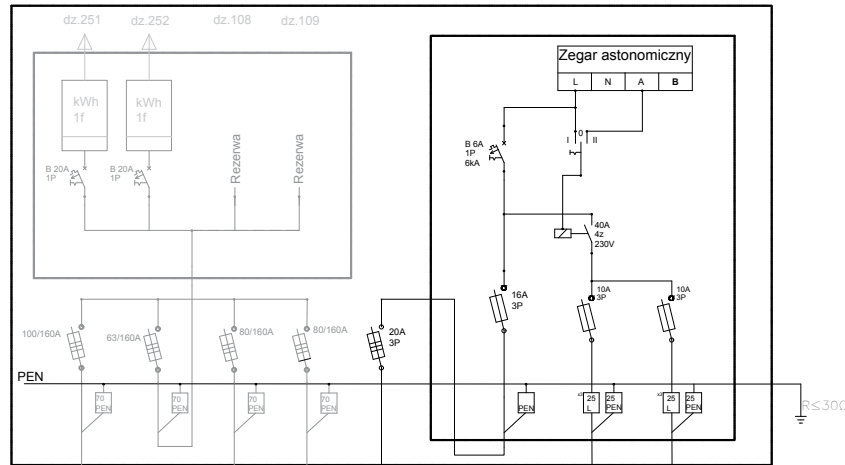 dz.251 dz.252 dz.108 dz.109
Zegar astonomiczny
L N A B
kWh
1f
kWh
1f
I 0 II
B 6A
1P
6kA
B 20A
1P
B 20A
1P
Rezerwa
Rezerwa
40A
4z
230V
16A
3P
10A
3P
10A
3P
100/160A
63/160A
80/160A
80/160A
20A
3P
PEN
70
PEN
70
PEN
70
PEN
70
PEN
PEN
x3
25
L
25
PEN
x3
25
L
25
PEN
R≤30Ω